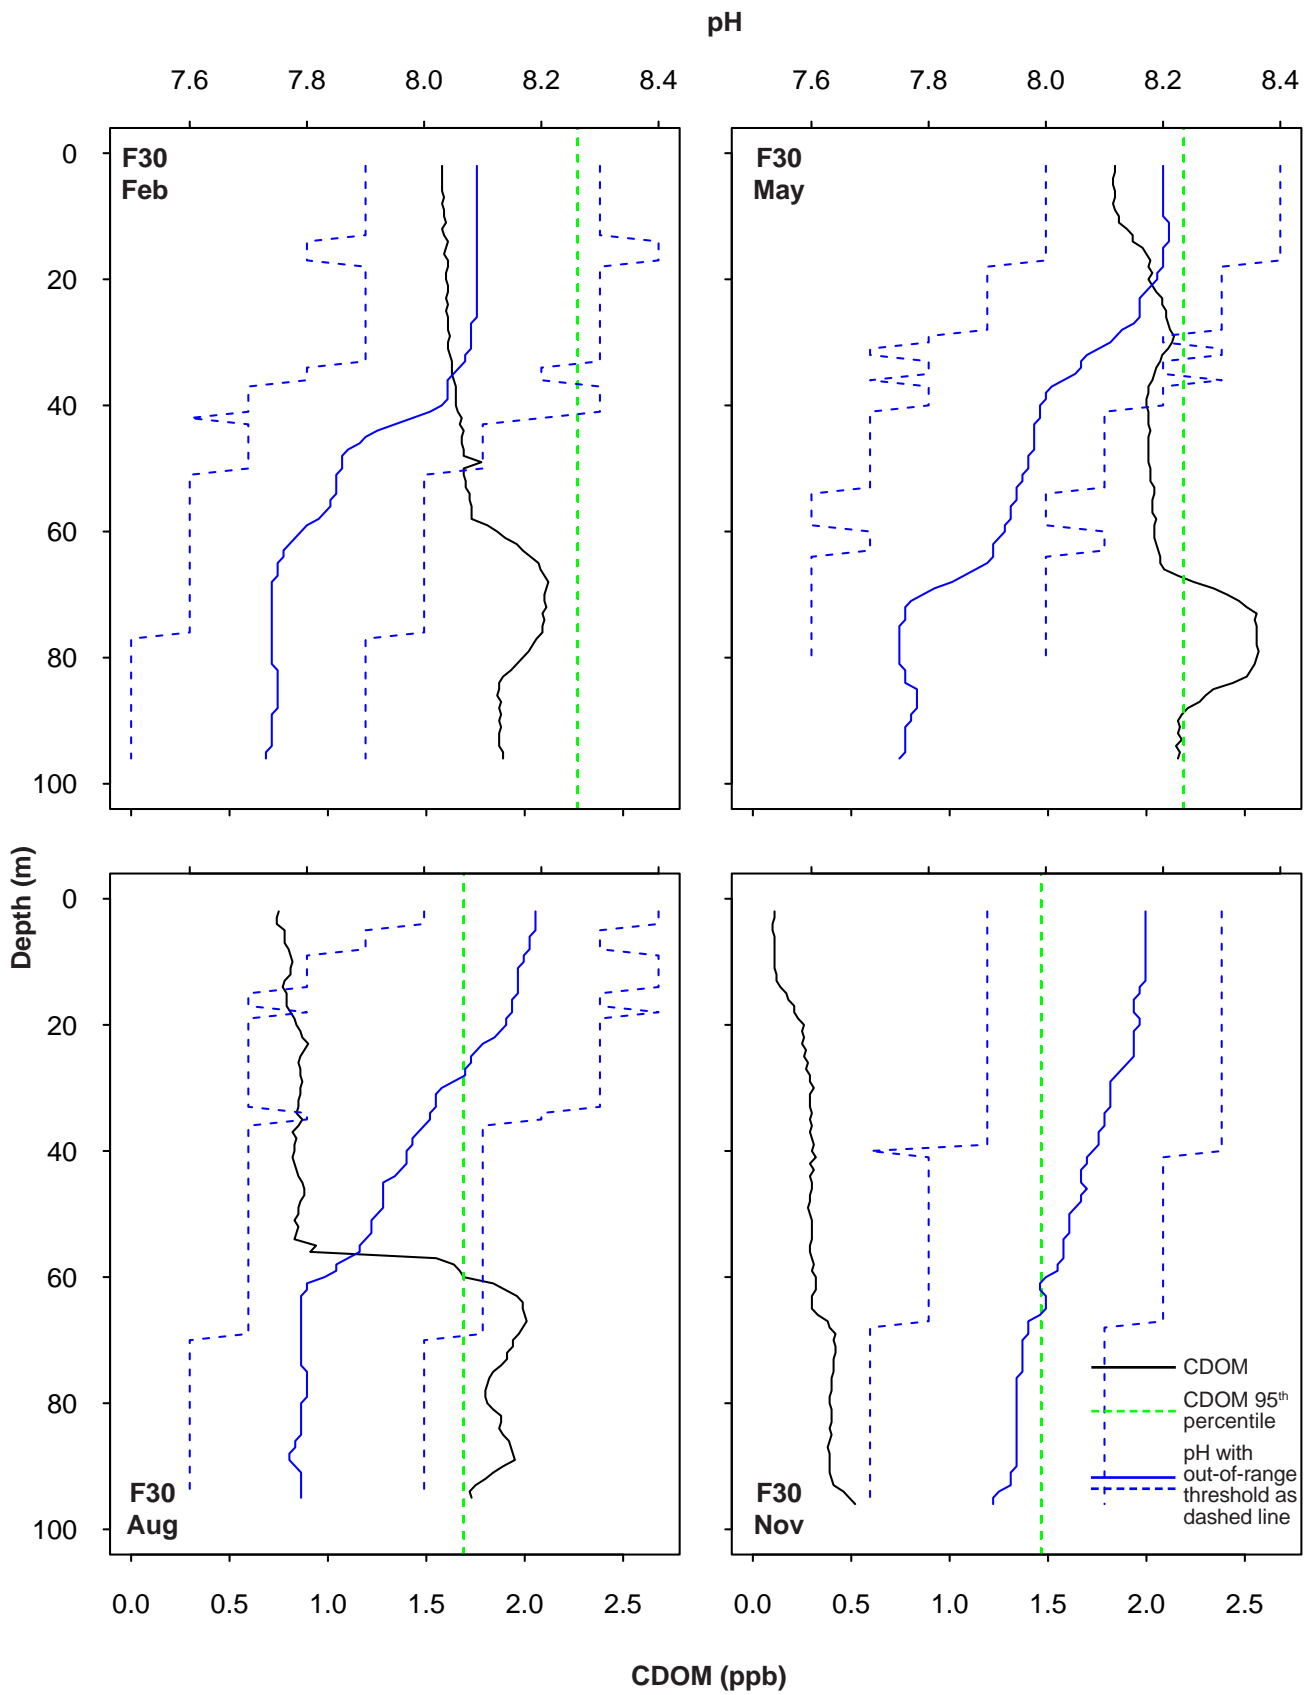 pH
7.6 7.8 8.0 8.2 8.4 7.6 7.8 8.0 8.2 8.4
0
20
40
60
80
100
F30
Feb
F30
May
Depth (m)
0
20
40
60
80
100
F30
Aug
F30
Nov
CDOM
CDOM 95th
percentile
pH with
out-of-range
threshold as
dashed line
0.0 0.5 1.0 1.5 2.0 2.5 0.0 0.5 1.0 1.5 2.0 2.5
CDOM (ppb)